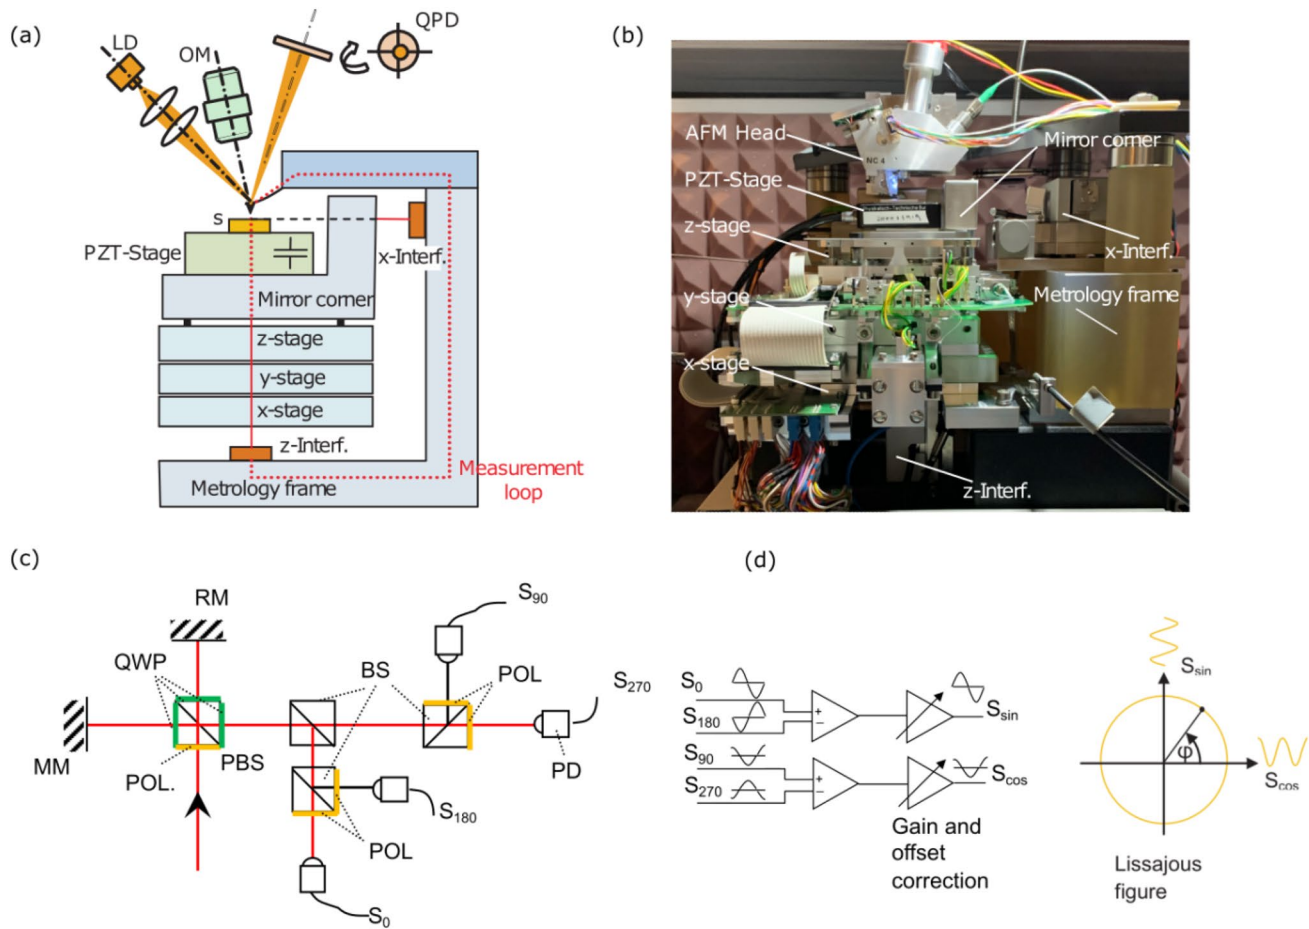 (a)
LD
OM
QPD
S
PZT-Stage
x-Interf.
Mirror corner
z-stage
y-stage
x-stage
z-Interf.
Metrology frame
Measurement
loop
(b)
AFM Head
Mirror corner
NC 4
PZT-Stage
z-stage
x-Interf.
y-stage
Metrology frame
x-stage
z-Interf.
(c)
RM
S90
QWP
BS
POL
S270
MM
PBS
PD
POL.
S180
POL
S0
(d)
S0
S180
Ssin
S90
S270
Scos
+
−
+
−
Gain and
offset
correction
Ssin
φ
Scos
Lissajous
figure